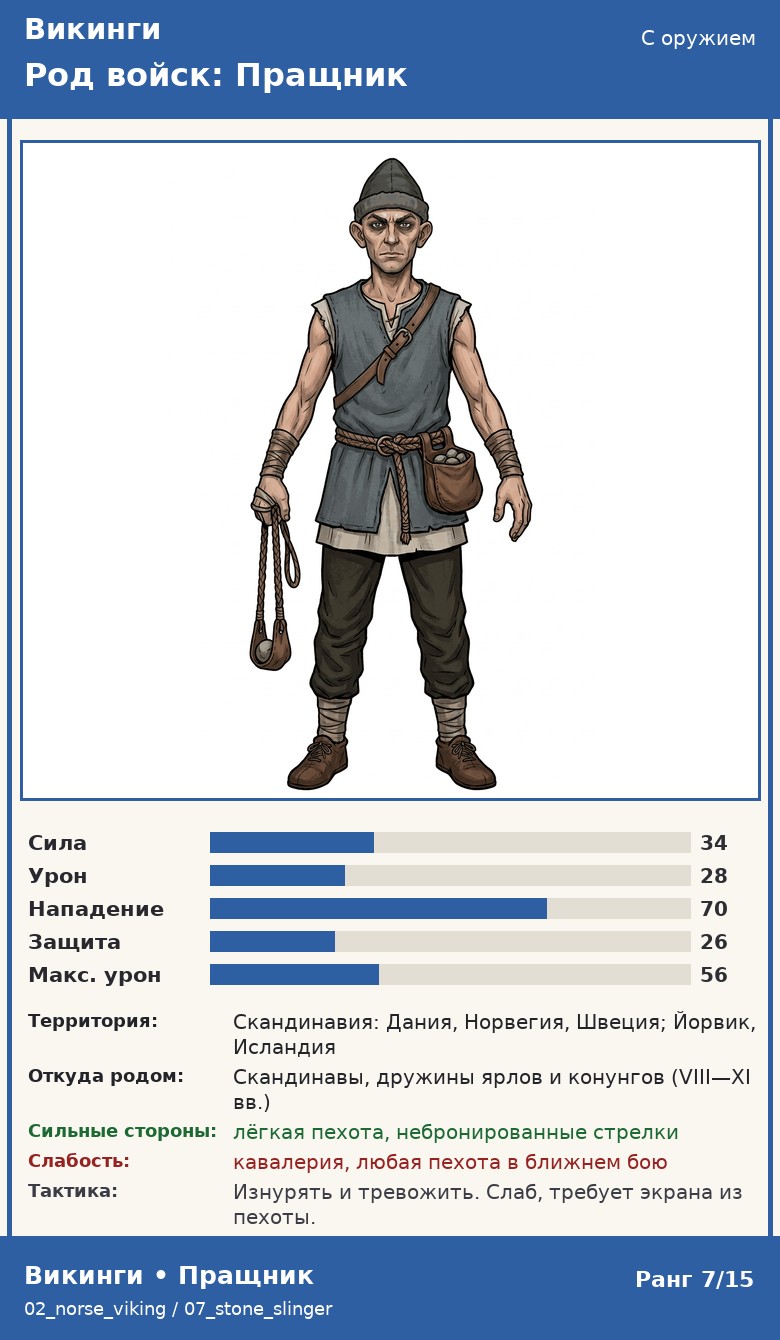 Викинги
С оружием
Род войск: Пращник
Сила 34
Урон 28
Нападение 70
Защита 26
Макс. урон 56
Территория: Скандинавия: Дания, Норвегия, Швеция; Йорвик,
Исландия
Откуда родом: Скандинавы, дружины ярлов и конунгов (VIII—XI
вв.)
Сильные стороны: лёгкая пехота, небронированные стрелки
Слабость: кавалерия, любая пехота в ближнем бою
Тактика: Изнурять и тревожить. Слаб, требует экрана из
пехоты.
Викинги • Пращник
Ранг 7/15
02_norse_viking / 07_stone_slinger